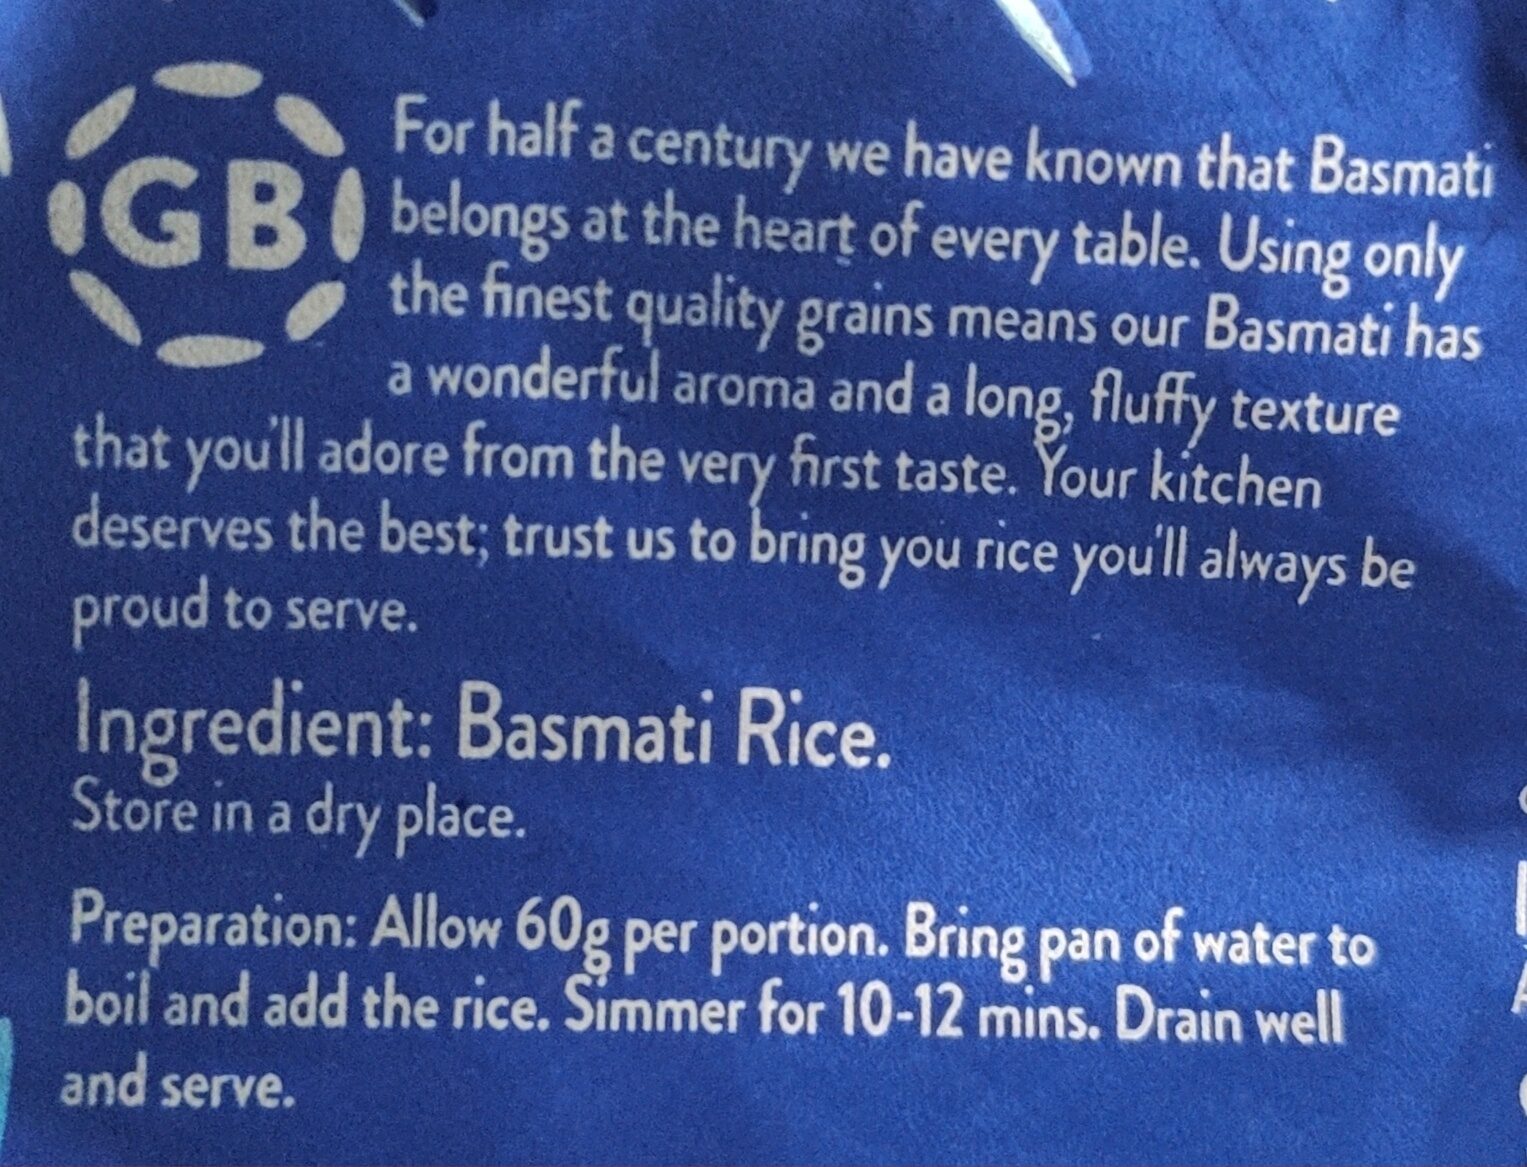 GB
For half a century we have known that Basmati
belongs at the heart of every table. Using only
the finest quality grains means our Basmati has
a wonderful aroma and a long, fluffy texture
that you'll adore from the very first taste. Your kitchen
deserves the best; trust us to bring you rice you'll always be
proud to serve.
Ingredient: Basmati Rice.
Store in a dry place.
Preparation: Allow 60g per portion. Bring pan of water to
boil and add the rice. Simmer for 10-12 mins. Drain well
and serve.